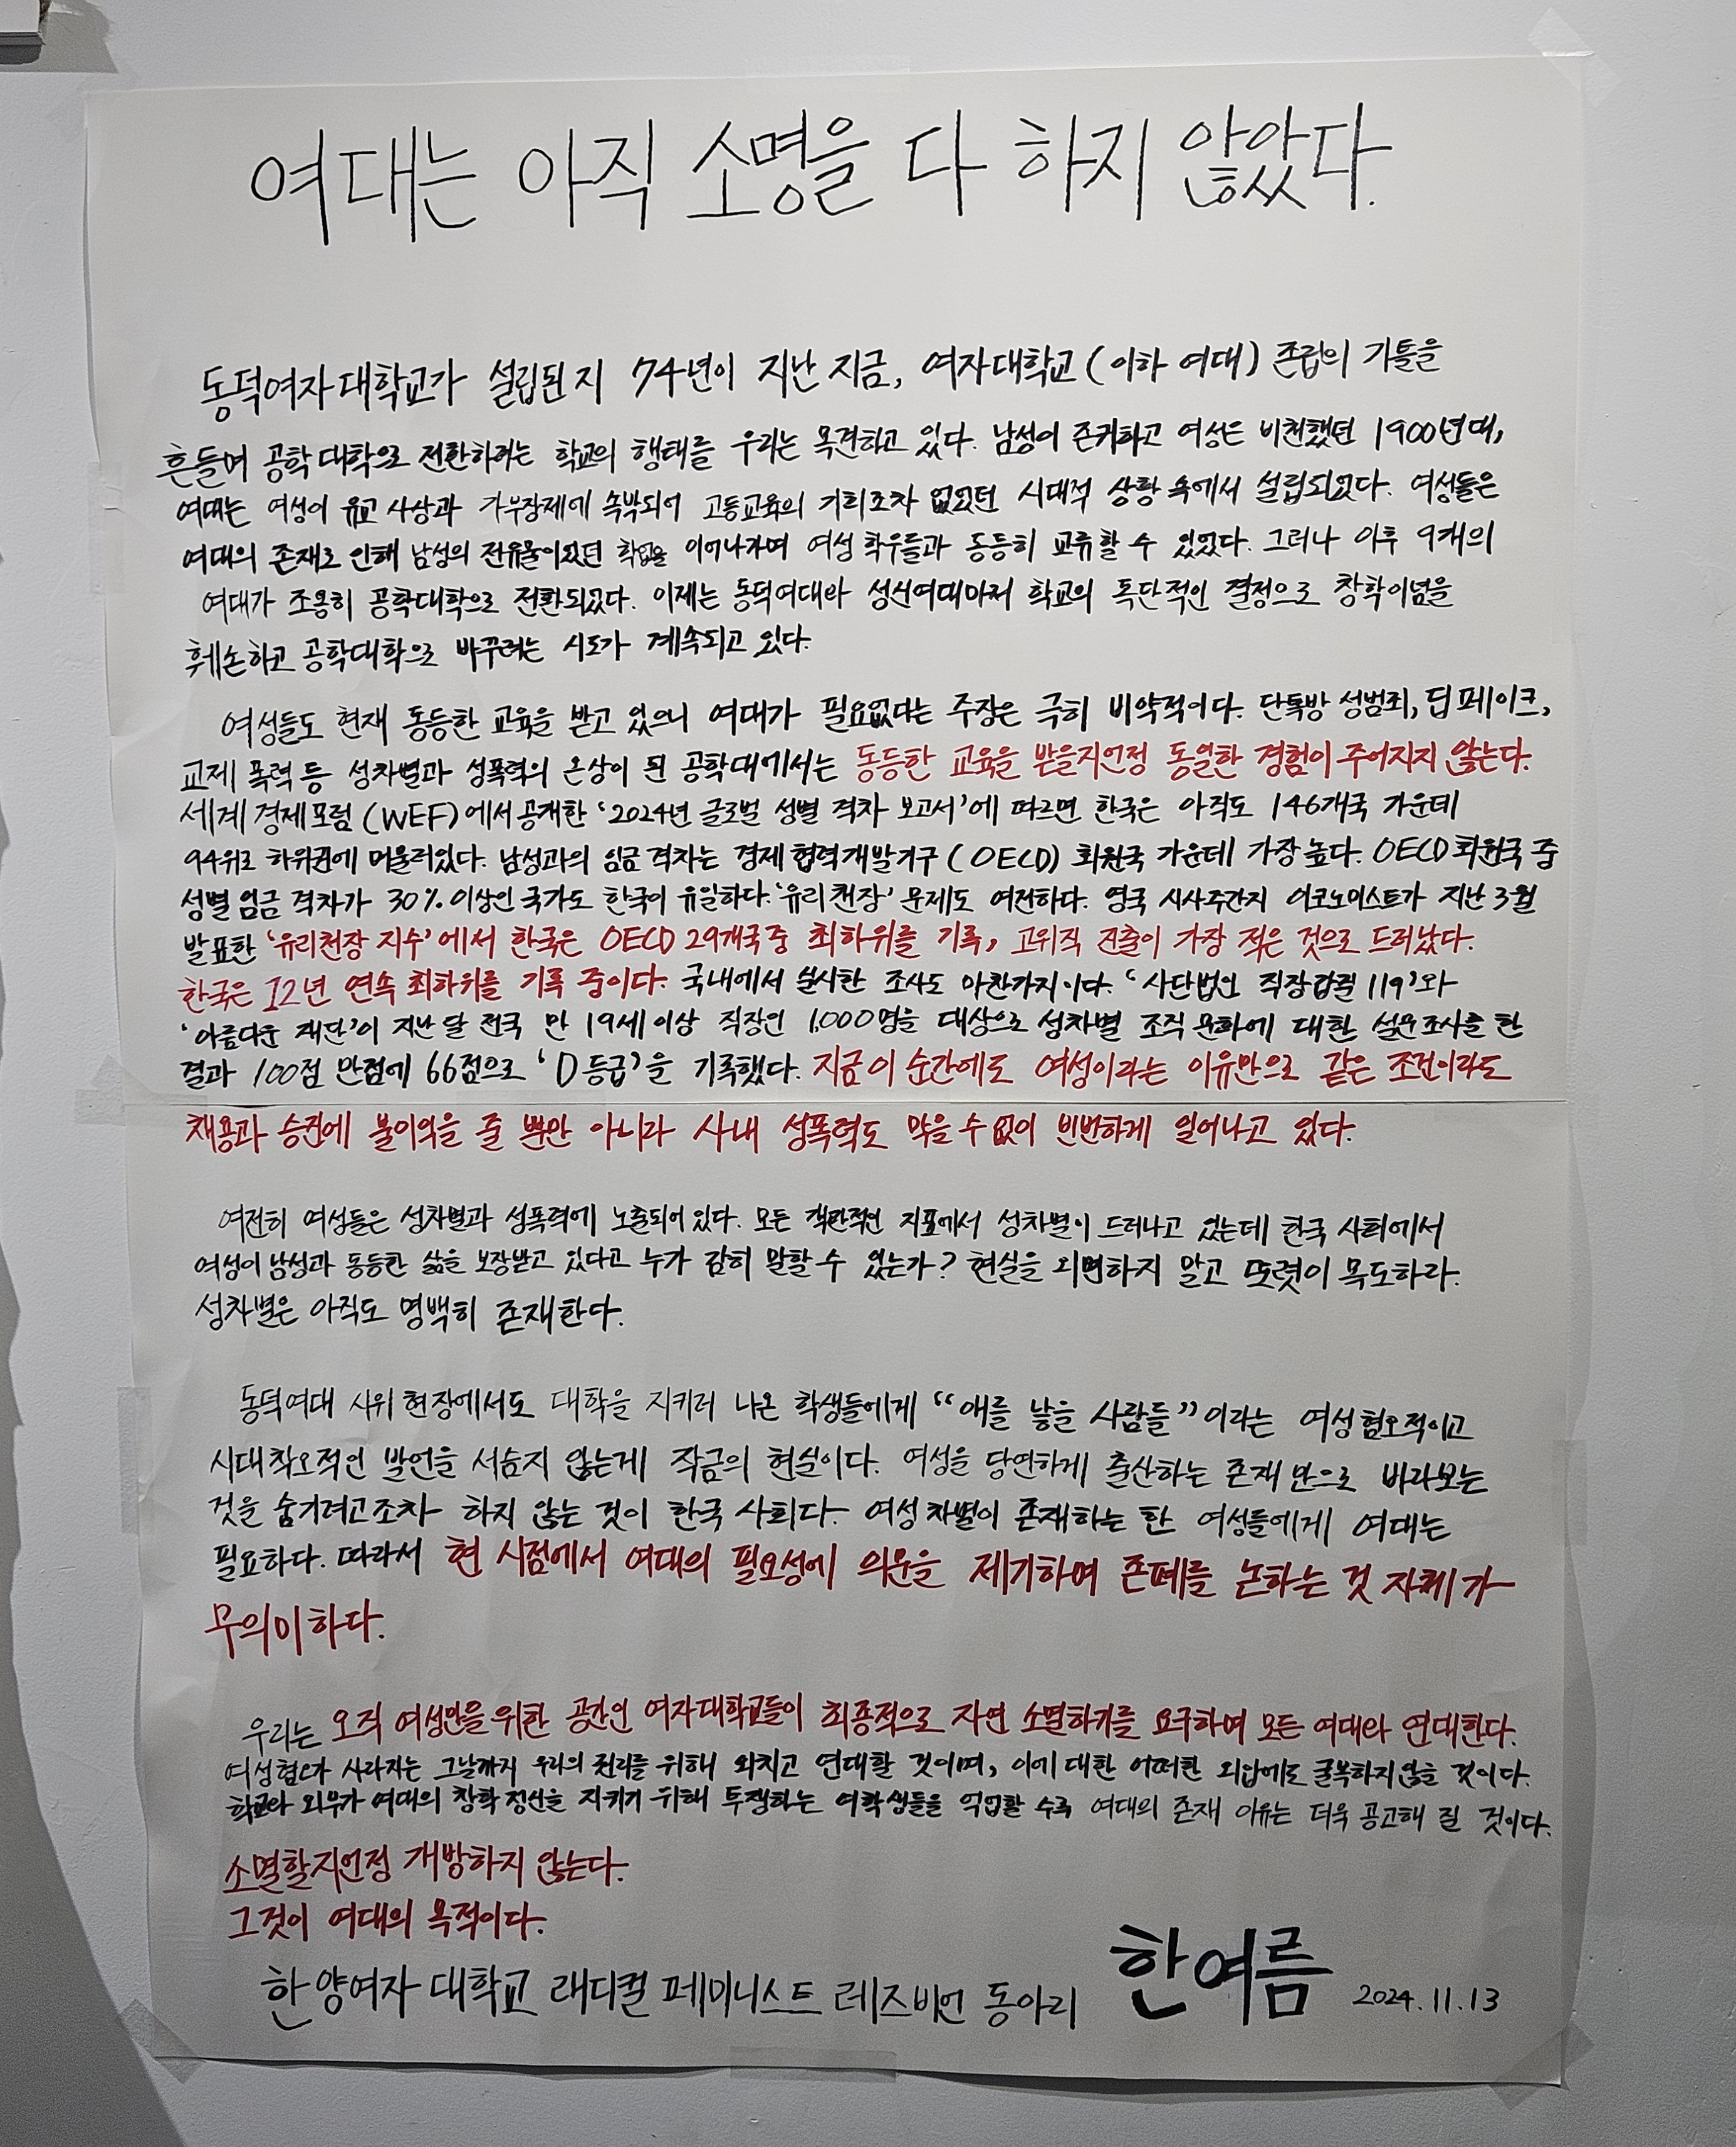 여대는 아직 소명을 다 하지 않았다.
동덕여자대학교가 설립된지 74년이 지난 지금, 여자대학교(이하 여대) 존립의 기틀을
흔들며 공학대학으로 전환하려는 학교의 행태를 우리는 목견하고 있다. 남성이 존귀하고 여성은 비천했던 1900년대,
여대는 여성이 유교 사상과 가부장제에 속박되어 고등교육의 기회조차 없었던 시대적 상황 속에서 설립되었다. 여성들은
여대의 존재로 인해 남성의 전유물이었던 학업을 이어나가며 여성 학우들과 동등히 교류할 수 있었다. 그러나 이후 9개의
여대가 조용히 공학대학으로 전환되었다. 이제는 동덕여대와 성신여대마저 학교의 독단적인 결정으로 창학이념을
훼손하고 공학대학으로 바꾸려는 시도가 계속되고 있다.
여성들도 현재 동등한 교육을 받고 있으니 여대가 필요없다는 주장은 극히 비약적이다. 단톡방 성범죄, 딥페이크,
교제 폭력 등 성차별과 성폭력의 온상이 된 공학대에서는 동등한 교육을 받을지언정 동일한 경험이 주어지지 않는다.
세계경제포럼(WEF)에서 공개한 '2024년 글로벌 성별 격차 보고서'에 따르면 한국은 아직도 146개국 가운데
94위로 하위권에 머물러있다. 남성과의 임금 격차는 경제협력개발기구(OECD) 회원국 가운데 가장 높다. OECD회원국 중
성별 임금 격차가 30% 이상인 국가도 한국이 유일하다. '유리천장' 문제도 여전하다. 영국 시사주간지 이코노미스트가 지난 3월
발표한 '유리천장 지수'에서 한국은 OECD 29개국중 최하위를 기록, 고위직 진출이 가장 적은 것으로 드러났다.
한국은 12년 연속 최하위를 기록 중이다. 국내에서 실시한 조사도 마찬가지이다. '사단법인 직장갑질 119'와
'아름다운 재단'이 지난 달 전국 만 19세 이상 직장인 1,000명을 대상으로 성차별 조직 문화에 대한 설문조사를 한
결과 100점 만점에 66점으로 'D등급'을 기록했다. 지금 이 순간에도 여성이라는 이유만으로 같은 조건이라도
채용과 승진에 불이익을 줄 뿐만 아니라 사내 성폭력도 막을 수 없이 빈번하게 일어나고 있다.
여전히 여성들은 성차별과 성폭력에 노출되어 있다. 모든 객관적인 지표에서 성차별이 드러나고 있는데 한국 사회에서
여성이 남성과 동등한 삶을 보장받고 있다고 누가 감히 말할 수 있는가? 현실을 외면하지 말고 또렷이 목도하라.
성차별은 아직도 명백히 존재한다.
동덕여대 시위 현장에서도 대학을 지키러 나온 학생들에게 "애를 낳을 사람들"이라는 여성혐오적이고
시대착오적인 발언을 서슴지 않는게 작금의 현실이다. 여성을 당연하게 출산하는 존재만으로 바라보는
것을 숨기려고조차 하지 않는 것이 한국 사회다. 여성차별이 존재하는 한 여성들에게 여대는
필요하다. 따라서 현 시점에서 여대의 필요성에 의문을 제기하며 존폐를 논하는 것 자체가
무의미하다.
우리는 오직 여성만을 위한 공간인 여자대학교들이 최종적으로 자연 소멸하기를 요구하며 모든 여대와 연대한다.
여성혐오가 사라지는 그날까지 우리의 권리를 위해 외치고 연대할 것이며, 이에 대한 어떠한 외압에도 굴복하지않을 것이다.
학교와 외부가 여대의 창학정신을 지키기 위해 투쟁하는 여학생들을 억압할 수록 여대의 존재 이유는 더욱 공고해 질 것이다.
소멸할지언정 개방하지 않는다.
그것이 여대의 목적이다.
한양여자대학교 래디컬 페미니스트 레즈비언 동아리 한여름 2024.11.13